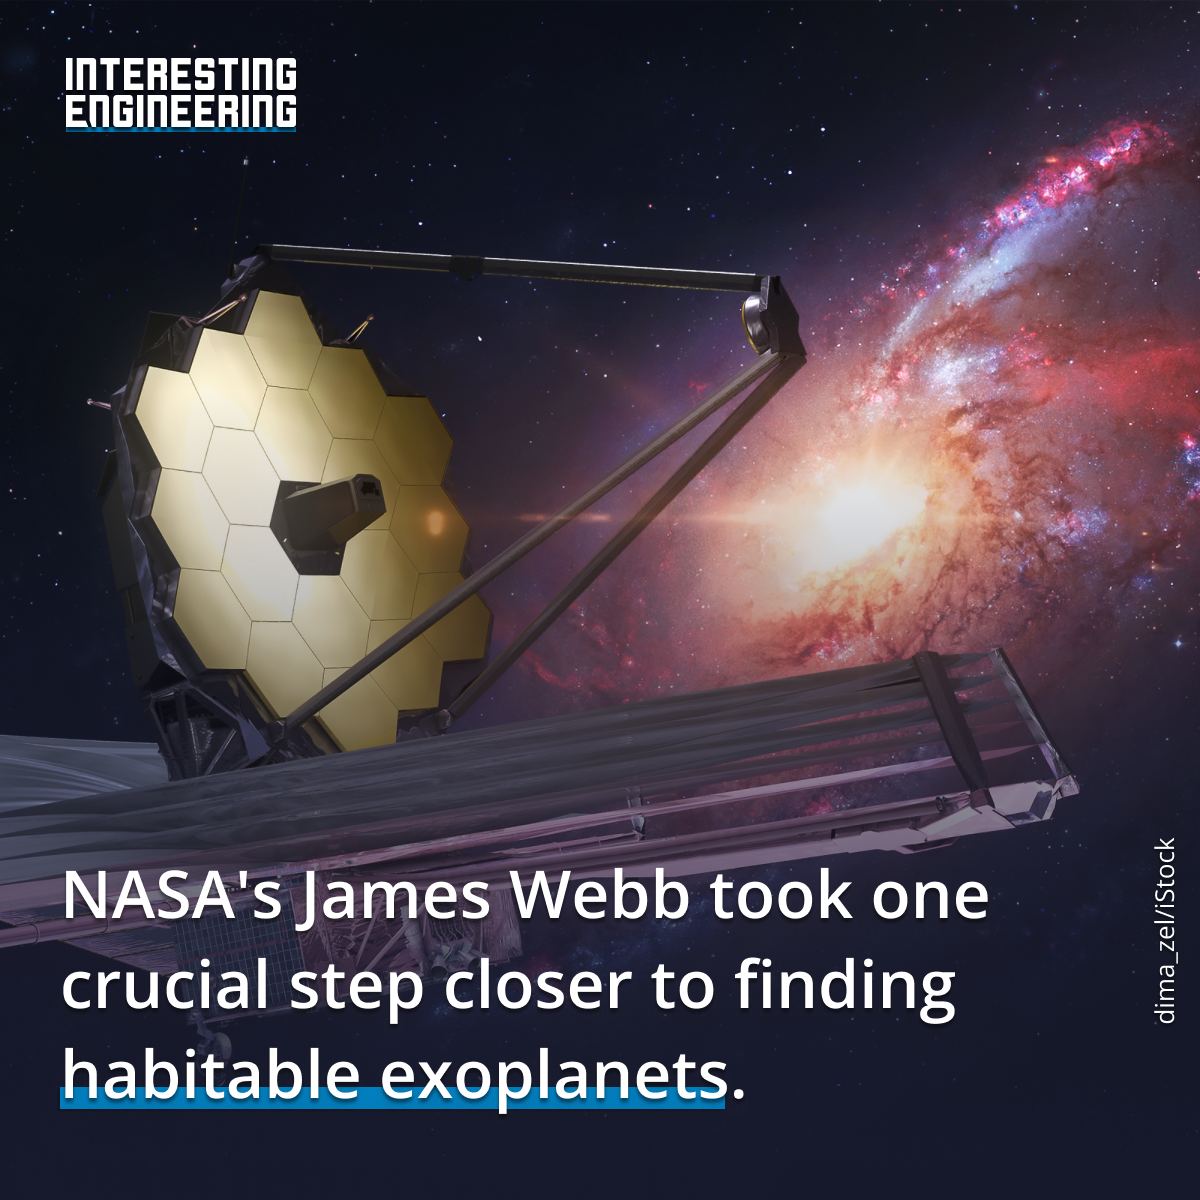 INTERESTING
ENGINEERING
NASA's James Webb took one
crucial step closer to finding
habitable exoplanets.
dima_zel/iStock